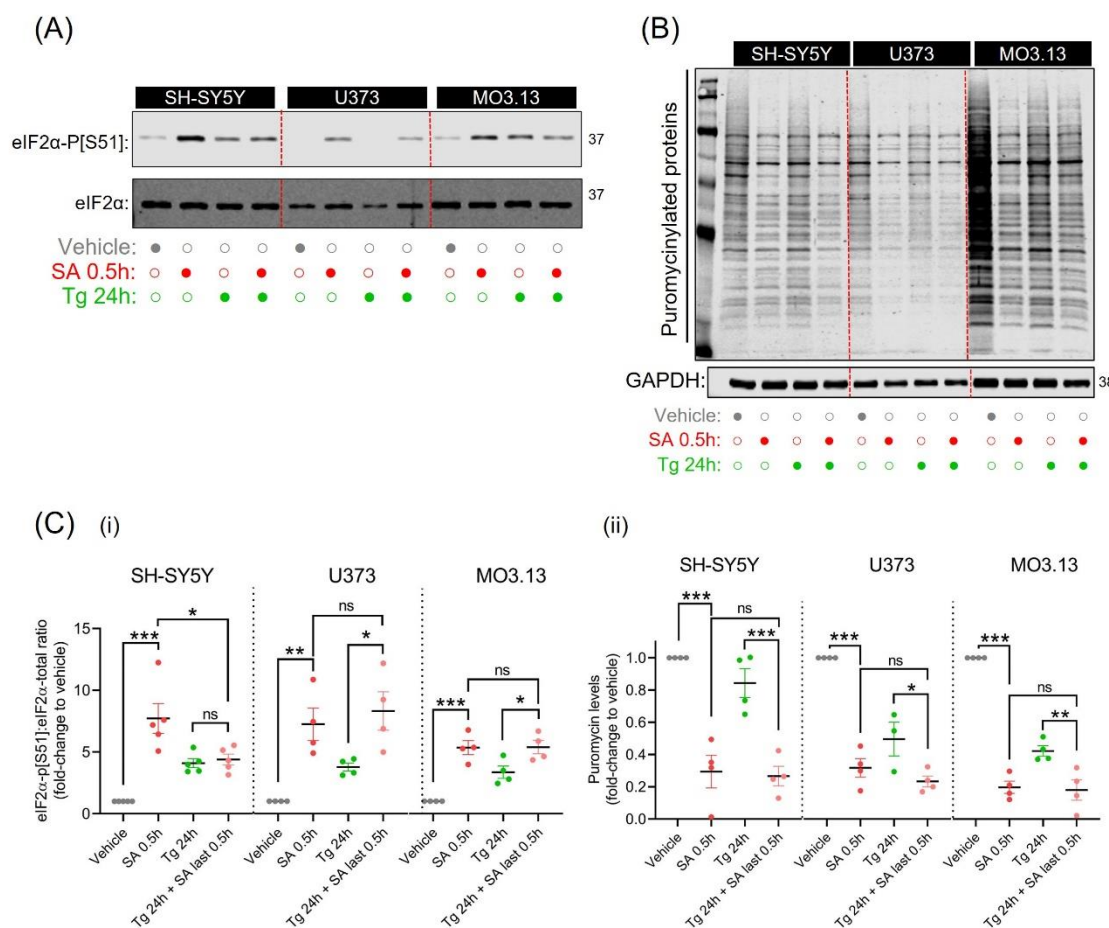 (A)
SH-SY5Y U373 MO3.13
eIF2α-P[S51]: 37
eIF2α: 37
Vehicle:
SA 0.5h:
Tg 24h:
(B)
SH-SY5Y U373 MO3.13
Puromycinylated proteins
GAPDH: 38
Vehicle:
SA 0.5h:
Tg 24h:
(C) (i)
SH-SY5Y U373 MO3.13
eIF2α-p[S51]:eIF2α-total ratio
(fold-change to vehicle)
15
10
5
0
*** * ns
** ns *
*** ns *
Vehicle
SA 0.5h
Tg 24h
Tg 24h + SA last 0.5h
Vehicle
SA 0.5h
Tg 24h
Tg 24h + SA last 0.5h
Vehicle
SA 0.5h
Tg 24h
Tg 24h + SA last 0.5h
(ii)
SH-SY5Y U373 MO3.13
Puromycin levels
(fold-change to vehicle)
1.0
0.8
0.6
0.4
0.2
0.0
*** ns ***
*** ns *
*** ns **
Vehicle
SA 0.5h
Tg 24h
Tg 24h + SA last 0.5h
Vehicle
SA 0.5h
Tg 24h
Tg 24h + SA last 0.5h
Vehicle
SA 0.5h
Tg 24h
Tg 24h + SA last 0.5h